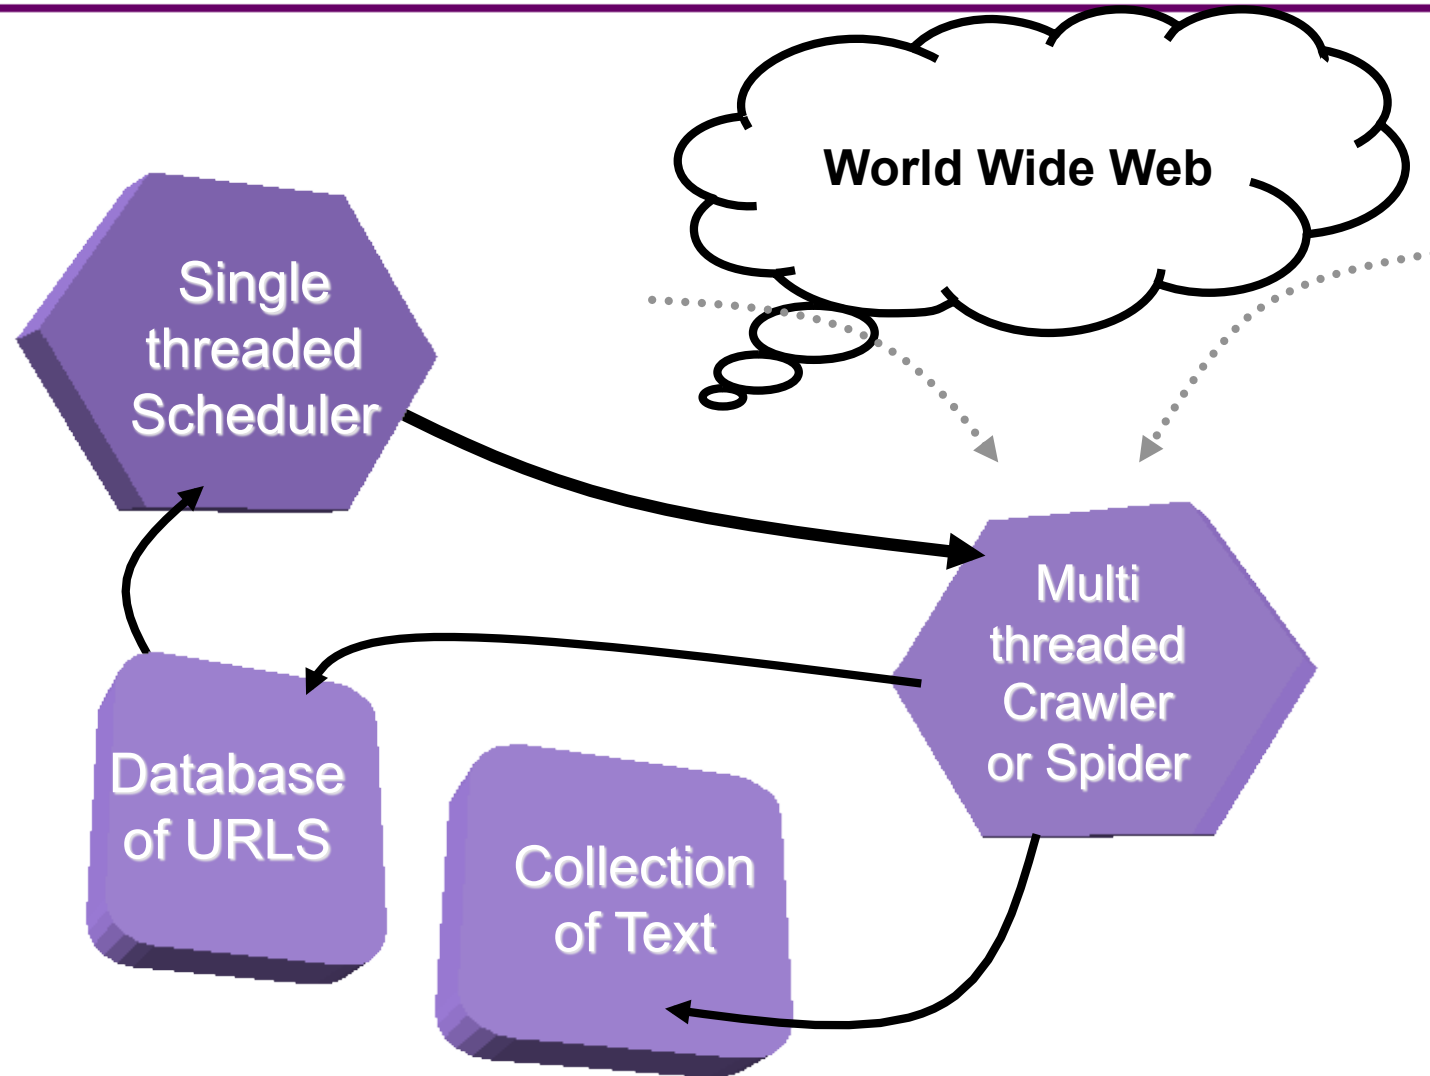 World Wide Web
Single
threaded
Scheduler
Multi
threaded
Crawler
or Spider
Database
of URLS
Collection
of Text